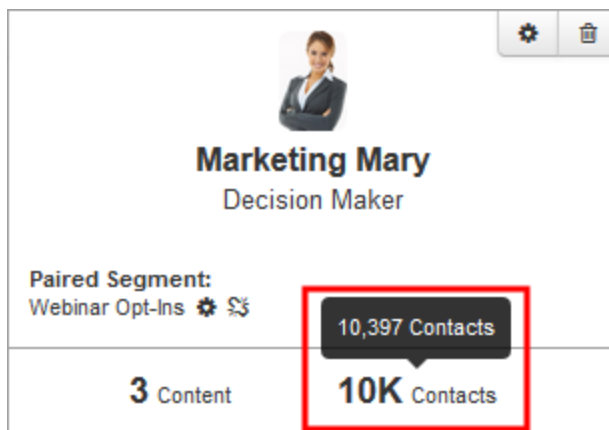 Marketing Mary
Decision Maker
Paired Segment:
Webinar Opt-Ins
10,397 Contacts
3 Content
10K Contacts